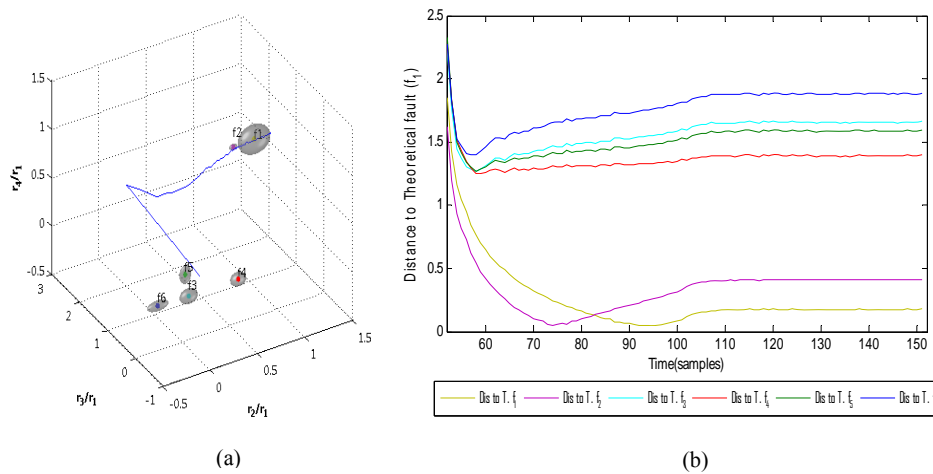 (a)
1.5
1
0.5
0
-0.5
3
2
1
0
-1
-0.5
0
0.5
1
1.5
r4/r1
r3/r1
r2/r1
f2
f1
f5
f4
f3
f6
(b)
2.5
2
1.5
1
0.5
0
60
70
80
90
100
110
120
130
140
150
Distance to Theoretical fault (f1)
Time(samples)
Dis to T. f1
Dis to T. f2
Dis to T. f3
Dis to T. f4
Dis to T. f5
Dis to T.
(a)
(b)